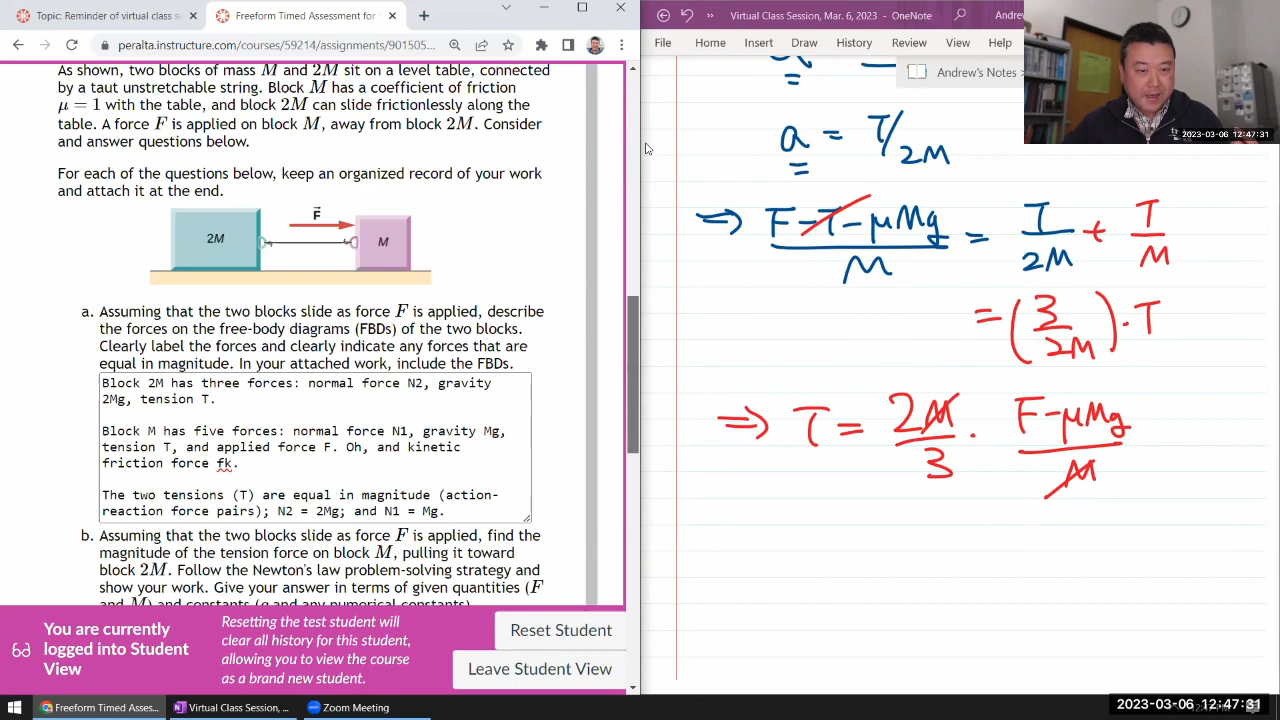 Topic: Reminder of virtual class se
Freeform Timed Assessment for
peralta.instructure.com/courses/59214/assignments/901505...
As shown, two blocks of mass M and 2M sit on a level table, connected
by a taut unstretchable string. Block M has a coefficient of friction
μ = 1 with the table, and block 2M can slide frictionlessly along the
table. A force F is applied on block M, away from block 2M. Consider
and answer questions below.
For each of the questions below, keep an organized record of your work
and attach it at the end.
F
2M
M
a. Assuming that the two blocks slide as force F is applied, describe
the forces on the free-body diagrams (FBDs) of the two blocks.
Clearly label the forces and clearly indicate any forces that are
equal in magnitude. In your attached work, include the FBDs.
Block 2M has three forces: normal force N2, gravity
2Mg, tension T.
Block M has five forces: normal force N1, gravity Mg,
tension T, and applied force F. Oh, and kinetic
friction force fk.
The two tensions (T) are equal in magnitude (action-
reaction force pairs); N2 = 2Mg; and N1 = Mg.
b. Assuming that the two blocks slide as force F is applied, find the
magnitude of the tension force on block M, pulling it toward
block 2M. Follow the Newton's law problem-solving strategy and
show your work. Give your answer in terms of given quantities (F
and M) and constants (g and any numerical constants).
You are currently
logged into Student
View
Resetting the test student will
clear all history for this student,
allowing you to view the course
as a brand new student.
Reset Student
Leave Student View
Virtual Class Session, Mar. 6, 2023 - OneNote
Andrew
File Home Insert Draw History Review View Help
Andrew's Notes
a = T/2M
⇒ (F - T - μMg)/M = T/2M + T/M
= (3/2M) · T
⇒ T = 2M/3 · (F - μMg)/M
2023-03-06 12:47:31
Freeform Timed Asses...
Virtual Class Session, ...
Zoom Meeting
2023-03-06 12:47:31